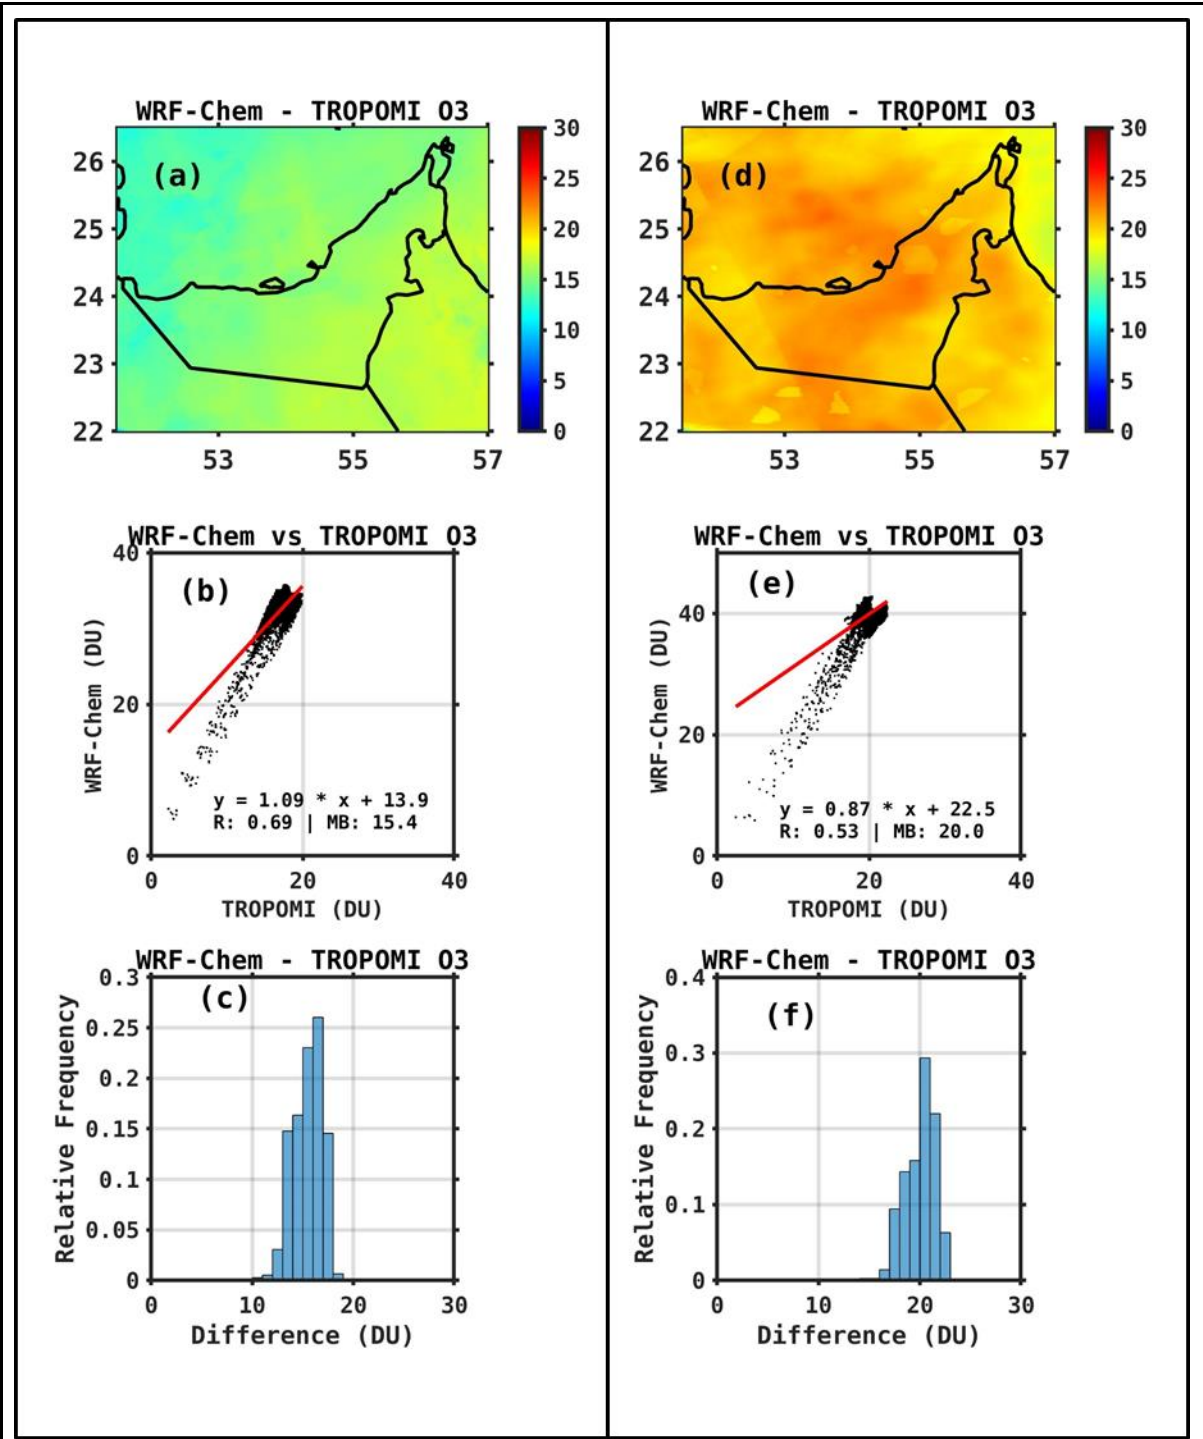 WRF-Chem - TROPOMI O3
(a)
26
25
24
23
22
53 55 57
30
25
20
15
10
5
0
WRF-Chem vs TROPOMI O3
(b)
WRF-Chem (DU)
40
20
0
y = 1.09 * x + 13.9
R: 0.69 | MB: 15.4
0 20 40
TROPOMI (DU)
WRF-Chem - TROPOMI O3
(c)
Relative Frequency
0.3
0.25
0.2
0.15
0.1
0.05
0
0 10 20 30
Difference (DU)
WRF-Chem - TROPOMI O3
(d)
26
25
24
23
22
53 55 57
30
25
20
15
10
5
0
WRF-Chem vs TROPOMI O3
(e)
WRF-Chem (DU)
40
20
0
y = 0.87 * x + 22.5
R: 0.53 | MB: 20.0
0 20 40
TROPOMI (DU)
WRF-Chem - TROPOMI O3
(f)
Relative Frequency
0.4
0.3
0.2
0.1
0
0 10 20 30
Difference (DU)